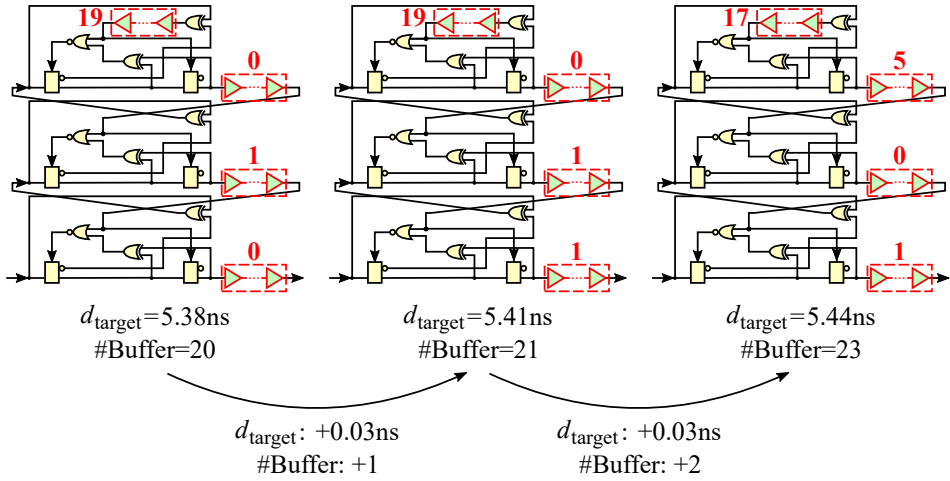 19 19 17
0 0 5
1 1 0
0 1 1
d_target=5.38ns d_target=5.41ns d_target=5.44ns
#Buffer=20 #Buffer=21 #Buffer=23
d_target: +0.03ns d_target: +0.03ns
#Buffer: +1 #Buffer: +2